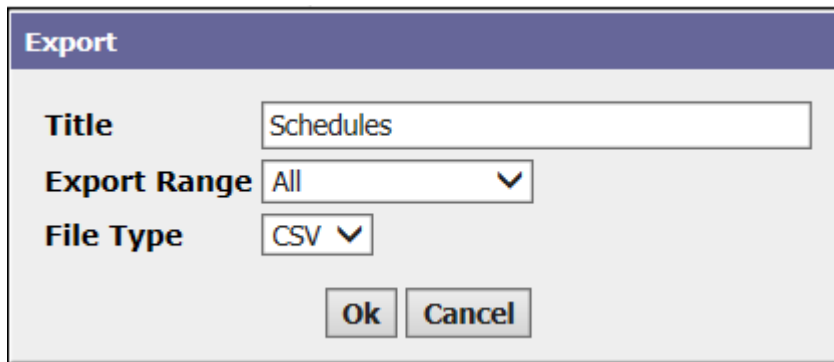 Export
Title Schedules
Export Range All
File Type CSV
Ok Cancel